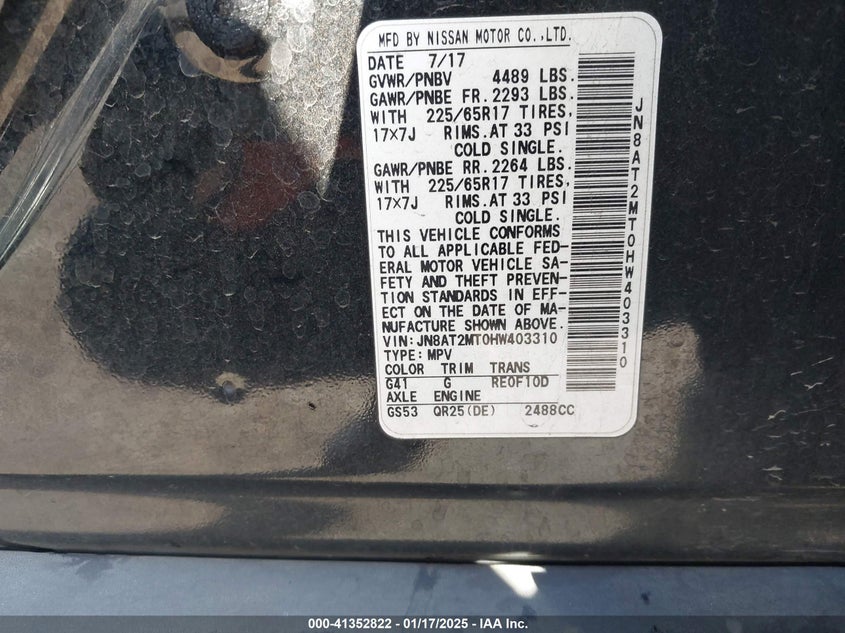 MFD BY NISSAN MOTOR CO.,LTD.
DATE 7/17
GVWR/PNBV 4489 LBS.
GAWR/PNBE FR. 2293 LBS.
WITH 225/65R17 TIRES,
17×7J RIMS. AT 33 PSI
COLD SINGLE.
GAWR/PNBE RR. 2264 LBS.
WITH 225/65R17 TIRES,
17×7J RIMS. AT 33 PSI
COLD SINGLE.
THIS VEHICLE CONFORMS
TO ALL APPLICABLE FED-
ERAL MOTOR VEHICLE SA-
FETY AND THEFT PREVEN-
TION STANDARDS IN EFF-
ECT ON THE DATE OF MA-
NUFACTURE SHOWN ABOVE.
VIN: JN8AT2MT0HW403310
TYPE: MPV
COLOR TRIM TRANS
G41 G RE0F10D
AXLE ENGINE
GS53 QR25(DE) 2488CC
JN8AT2MT0HW403310
000-41352822 - 01/17/2025 - IAA Inc.